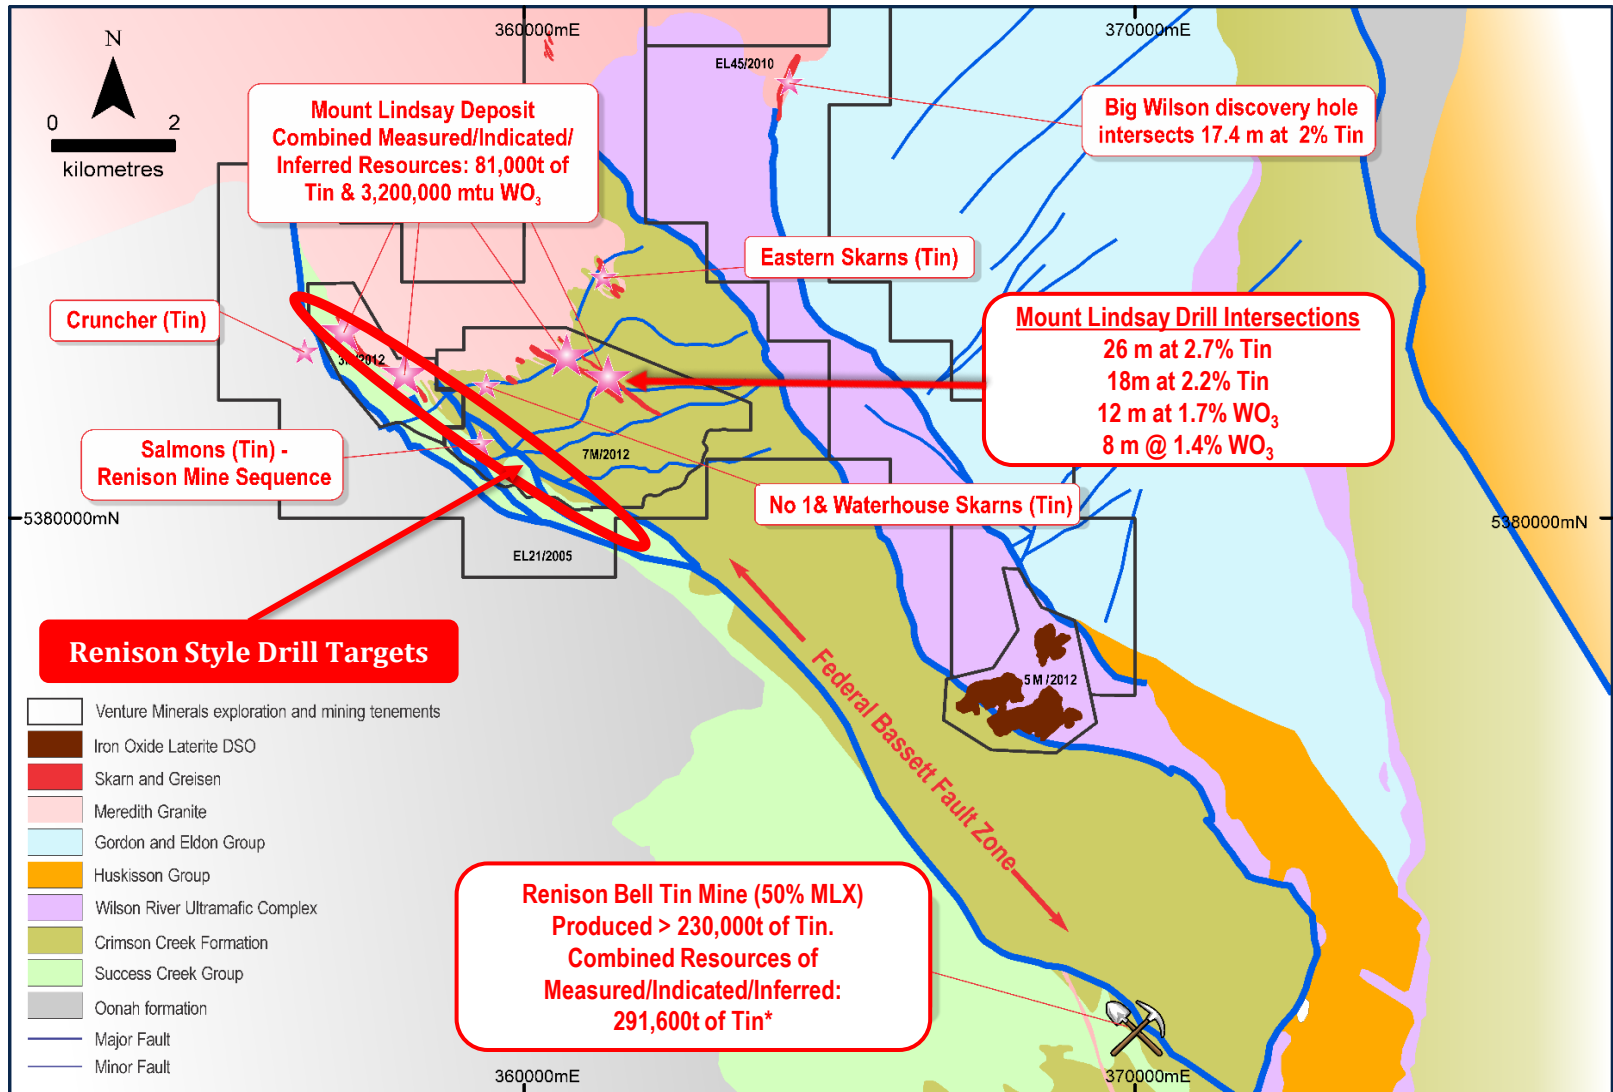 360000mE
370000mE
N
0 2
kilometres
EL45/2010
Mount Lindsay Deposit
Combined Measured/Indicated/
Inferred Resources: 81,000t of
Tin & 3,200,000 mtu WO₃
Big Wilson discovery hole
intersects 17.4 m at 2% Tin
Eastern Skarns (Tin)
Cruncher (Tin)
Mount Lindsay Drill Intersections
26 m at 2.7% Tin
18m at 2.2% Tin
12 m at 1.7% WO₃
8 m @ 1.4% WO₃
Salmons (Tin) -
Renison Mine Sequence
7M/2012
No 1& Waterhouse Skarns (Tin)
5380000mN
5380000mN
EL21/2005
Renison Style Drill Targets
Federal Bassett Fault Zone
5M/2012
Venture Minerals exploration and mining tenements
Iron Oxide Laterite DSO
Skarn and Greisen
Meredith Granite
Gordon and Eldon Group
Huskisson Group
Wilson River Ultramafic Complex
Crimson Creek Formation
Success Creek Group
Oonah formation
Major Fault
Minor Fault
Renison Bell Tin Mine (50% MLX)
Produced > 230,000t of Tin.
Combined Resources of
Measured/Indicated/Inferred:
291,600t of Tin*
360000mE
370000mE